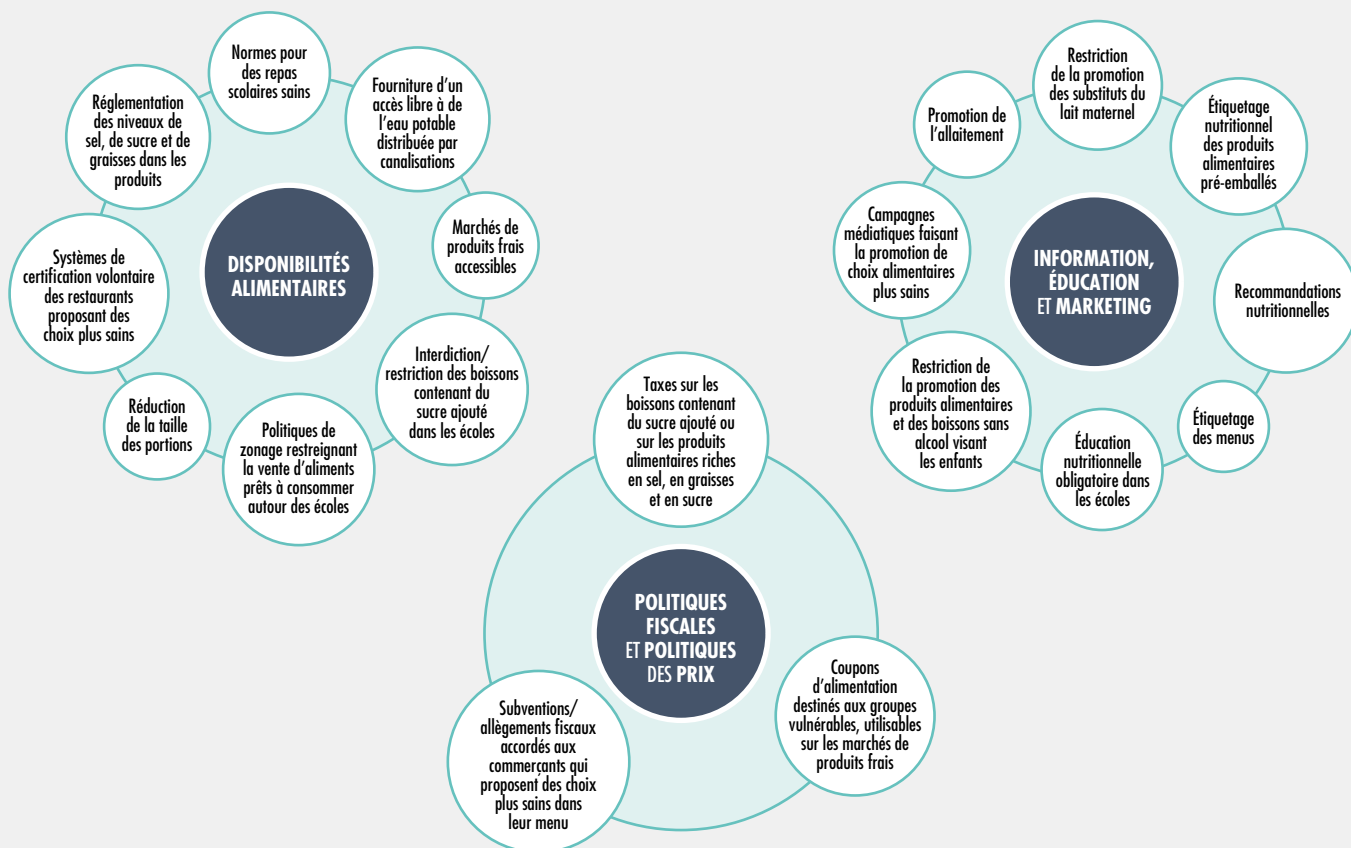 DISPONIBILITÉS
ALIMENTAIRES
Normes pour
des repas
scolaires sains
Fourniture d'un
accès libre à de
l'eau potable
distribuée par
canalisations
Marchés de
produits frais
accessibles
Interdiction/
restriction des boissons
contenant du
sucre ajouté
dans les écoles
Politiques de
zonage restreignant
la vente d'aliments
prêts à consommer
autour des écoles
Réduction
de la taille
des portions
Systèmes de
certification volontaire
des restaurants
proposant des
choix plus sains
Réglementation
des niveaux de
sel, de sucre et de
graisses dans les
produits
INFORMATION,
ÉDUCATION
ET MARKETING
Restriction
de la promotion
des substituts du
lait maternel
Étiquetage
nutritionnel
des produits
alimentaires
pré-emballés
Recommandations
nutritionnelles
Étiquetage
des menus
Éducation
nutritionnelle
obligatoire dans
les écoles
Restriction de
la promotion des
produits alimentaires
et des boissons sans
alcool visant
les enfants
Campagnes
médiatiques faisant
la promotion de
choix alimentaires
plus sains
Promotion de
l'allaitement
POLITIQUES
FISCALES
ET POLITIQUES
DES PRIX
Taxes sur les
boissons contenant
du sucre ajouté ou
sur les produits
alimentaires riches
en sel, en graisses
et en sucre
Coupons
d'alimentation
destinés aux groupes
vulnérables, utilisables
sur les marchés de
produits frais
Subventions/
allègements fiscaux
accordés aux
commerçants qui
proposent des choix
plus sains dans
leur menu